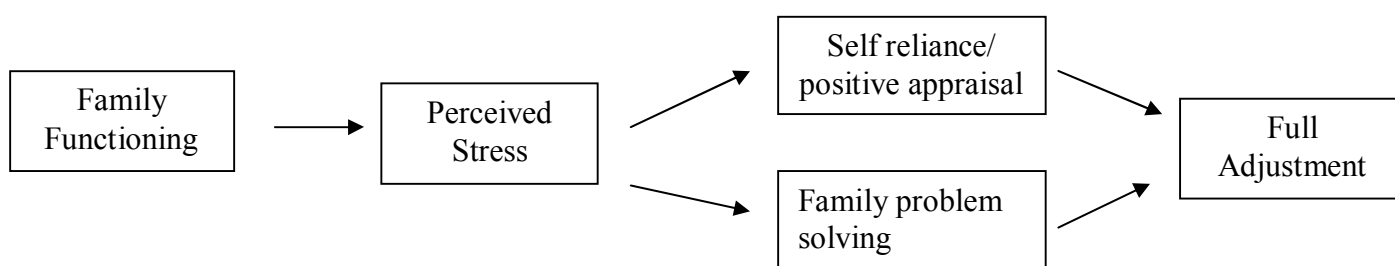 Family
Functioning
Perceived
Stress
Self reliance/
positive appraisal
Family problem
solving
Full
Adjustment